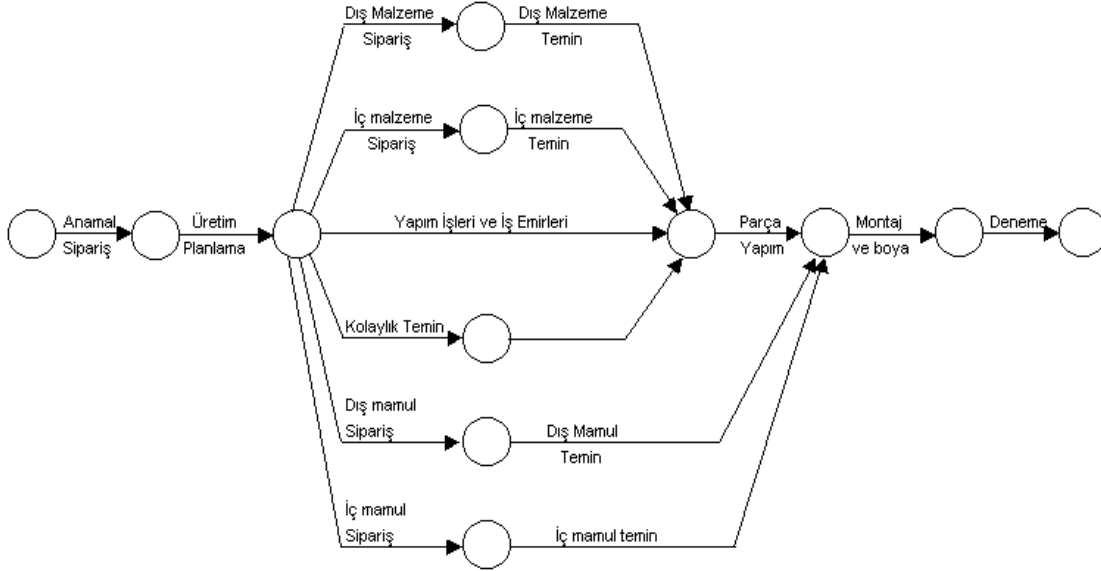 Dış Malzeme
Sipariş
Dış Malzeme
Temin
İç malzeme
Sipariş
İç malzeme
Temin
Anamal
Sipariş
Üretim
Planlama
Yapım İşleri ve İş Emirleri
Parça
Yapım
Montaj
ve boya
Deneme
Kolaylık Temin
Dış mamul
Sipariş
Dış Mamul
Temin
İç mamul
Sipariş
İç mamul temin